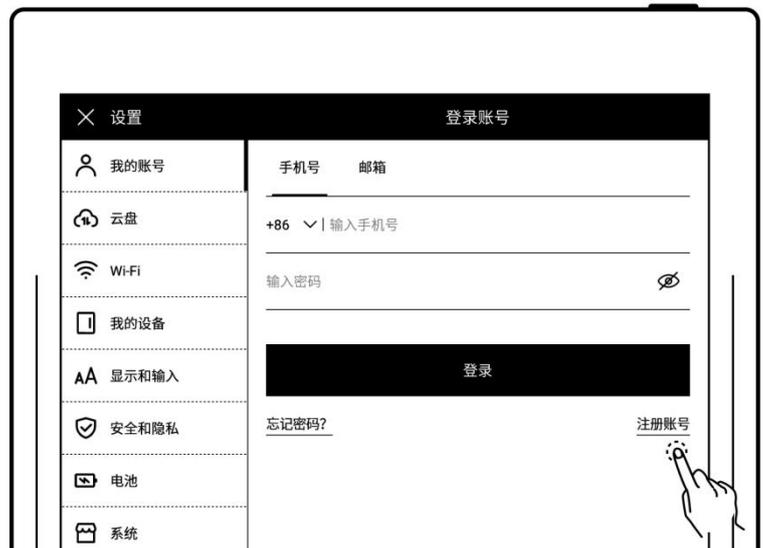 设置
登录账号
我的账号
云盘
Wi-Fi
我的设备
显示和输入
安全和隐私
电池
系统
手机号 邮箱
+86 输入手机号
输入密码
登录
忘记密码？ 注册账号